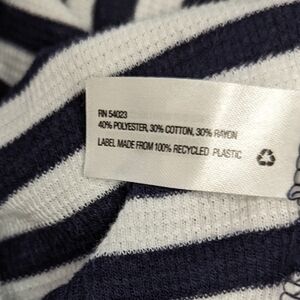 RN 54023
40% POLYESTER, 30% COTTON, 30% RAYON
LABEL MADE FROM 100% RECYCLED PLASTIC